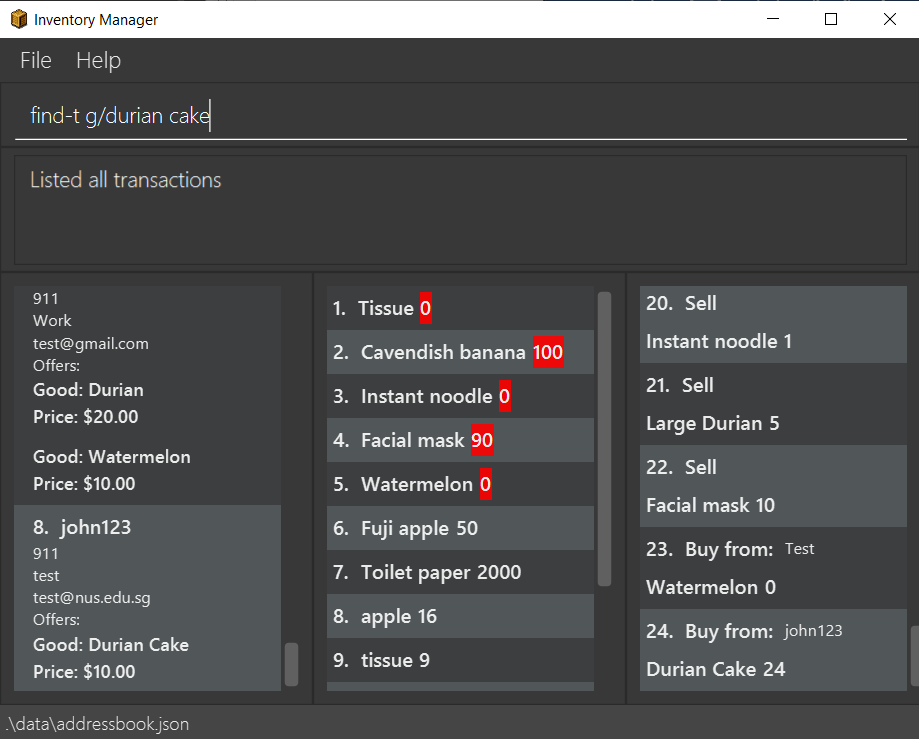 Inventory Manager
File Help
find-t g/durian cake
Listed all transactions
911
Work
test@gmail.com
Offers:
Good: Durian
Price: $20.00
Good: Watermelon
Price: $10.00
8. john123
911
test
test@nus.edu.sg
Offers:
Good: Durian Cake
Price: $10.00
1. Tissue 0
2. Cavendish banana 100
3. Instant noodle 0
4. Facial mask 90
5. Watermelon 0
6. Fuji apple 50
7. Toilet paper 2000
8. apple 16
9. tissue 9
20. Sell
Instant noodle 1
21. Sell
Large Durian 5
22. Sell
Facial mask 10
23. Buy from: Test
Watermelon 0
24. Buy from: john123
Durian Cake 24
.\data\addressbook.json